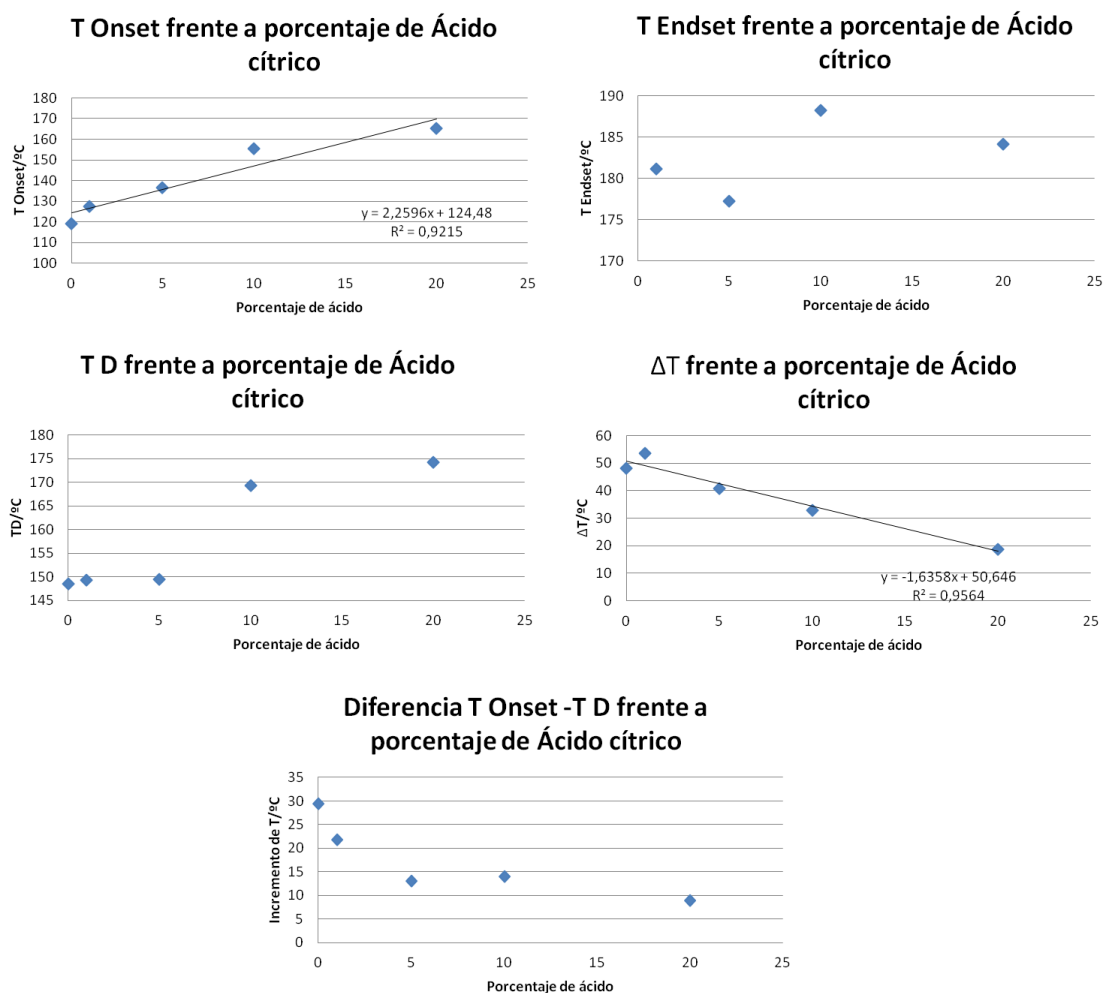 T Onset frente a porcentaje de Ácido
cítrico
180
170
160
150
140
130
120
110
100
T Onset/ºC
y = 2,2596x + 124,48
R² = 0,9215
0 5 10 15 20 25
Porcentaje de ácido
T Endset frente a porcentaje de Ácido
cítrico
190
185
180
175
170
T Endset/ºC
0 5 10 15 20 25
Porcentaje de ácido
T D frente a porcentaje de Ácido
cítrico
180
175
170
165
160
155
150
145
TD/ºC
0 5 10 15 20 25
Porcentaje de ácido
ΔT frente a porcentaje de Ácido
cítrico
60
50
40
30
20
10
0
ΔT/ºC
y = -1,6358x + 50,646
R² = 0,9564
0 5 10 15 20 25
Porcentaje de ácido
Diferencia T Onset -T D frente a
porcentaje de Ácido cítrico
35
30
25
20
15
10
5
0
Incremento de T/ºC
0 5 10 15 20 25
Porcentaje de ácido